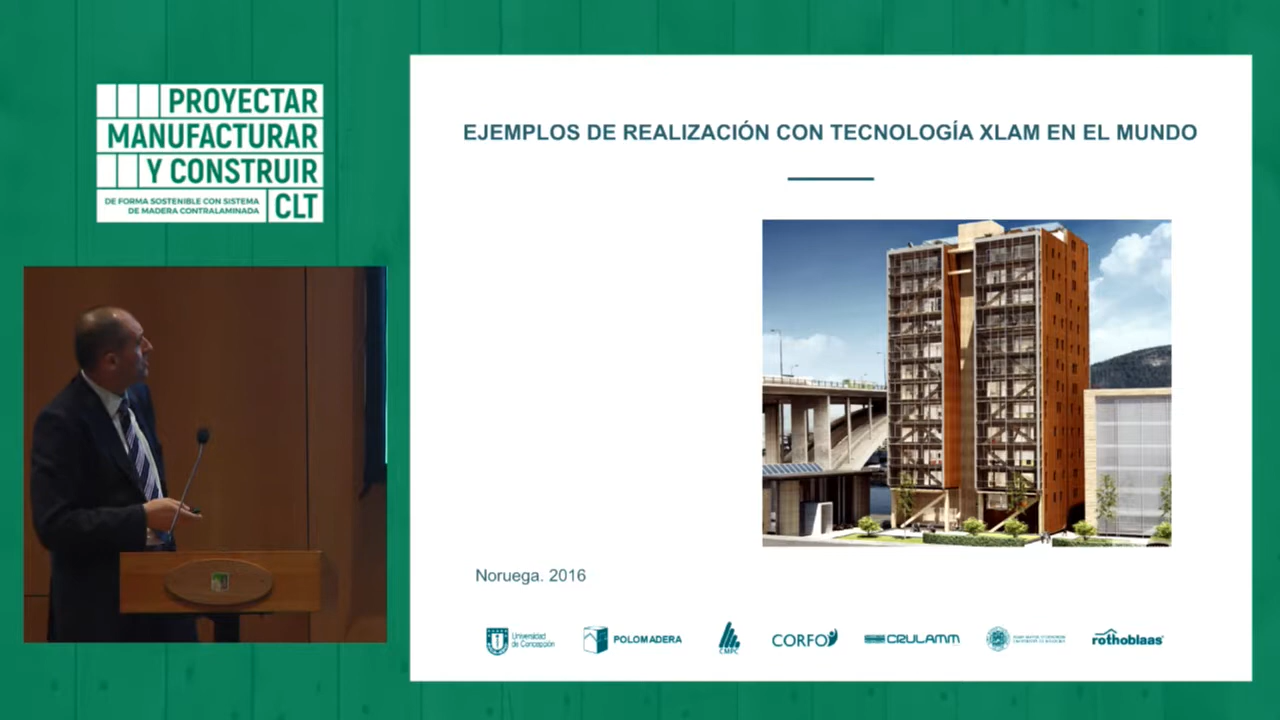 PROYECTAR
MANUFACTURAR
Y CONSTRUIR
DE FORMA SOSTENIBLE CON SISTEMA
DE MADERA CONTRALAMINADA
CLT
EJEMPLOS DE REALIZACIÓN CON TECNOLOGÍA XLAM EN EL MUNDO
Noruega. 2016
Universidad
de Concepción
POLOMADERA
CMPC
CORFO
CRULAMM
rothoblaas